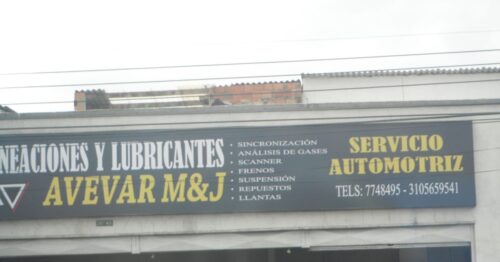 NEACIONES Y LUBRICANTES
AVEVAR M&J
· SINCRONIZACIÓN
· ANÁLISIS DE GASES
· SCANNER
· FRENOS
· SUSPENSIÓN
· REPUESTOS
· LLANTAS
SERVICIO
AUTOMOTRIZ
TELS: 7748495 - 3105659541